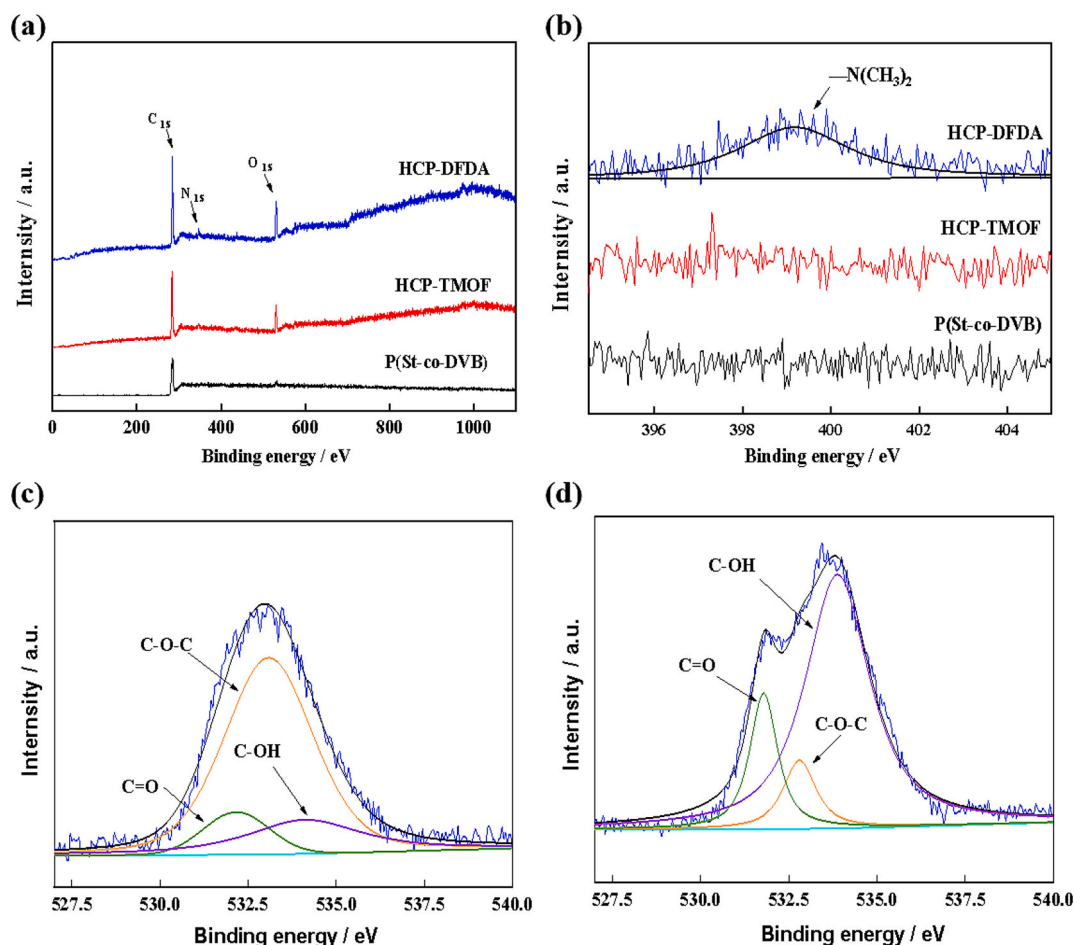 (a)
Internsity / a.u.
C 1s
N 1s
O 1s
HCP-DFDA
HCP-TMOF
P(St-co-DVB)
0 200 400 600 800 1000
Binding energy / eV
(b)
Internsity / a.u.
—N(CH3)2
HCP-DFDA
HCP-TMOF
P(St-co-DVB)
396 398 400 402 404
Binding energy / eV
(c)
Internsity / a.u.
C-O-C
C-OH
C=O
527.5 530.0 532.5 535.0 537.5 540.0
Binding energy / eV
(d)
Internsity / a.u.
C-OH
C=O
C-O-C
527.5 530.0 532.5 535.0 537.5 540.0
Binding energy / eV